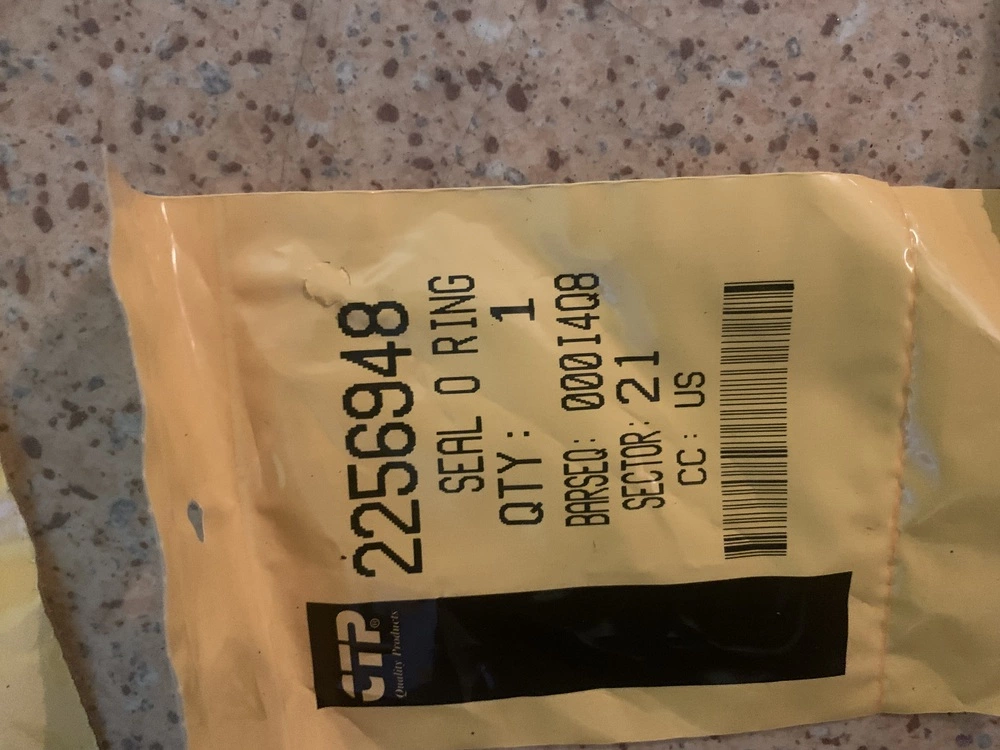 CTP®
Quality Products
2256948
SEAL O RING
QTY: 1
BARSEQ: 000I4Q8
SECTOR: 21
CC: US